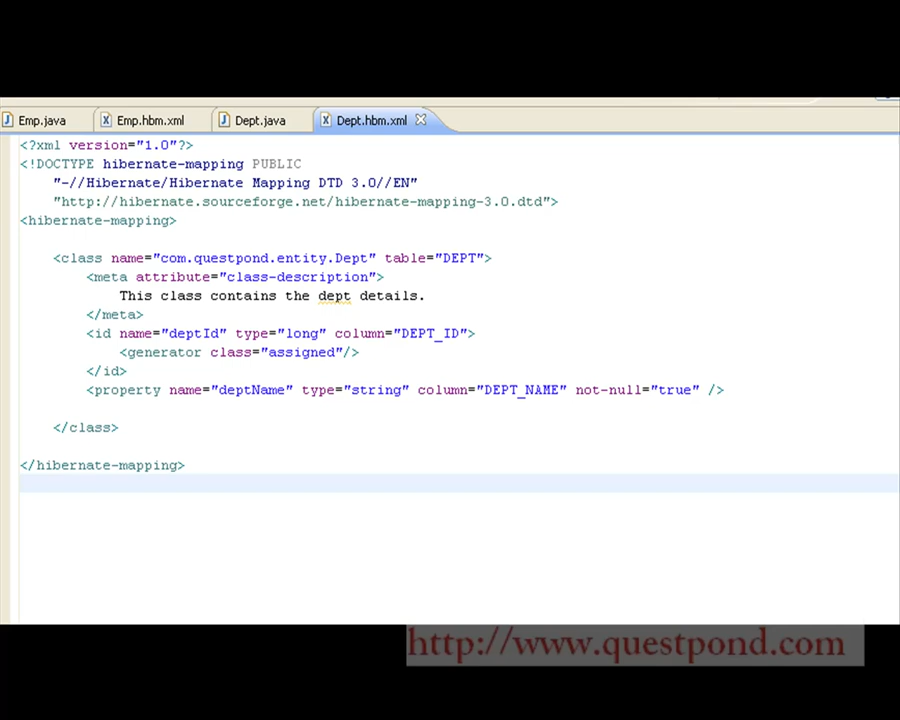 Emp.java Emp.hbm.xml Dept.java Dept.hbm.xml
<?xml version="1.0"?>
<!DOCTYPE hibernate-mapping PUBLIC
"-//Hibernate/Hibernate Mapping DTD 3.0//EN"
"http://hibernate.sourceforge.net/hibernate-mapping-3.0.dtd">
<hibernate-mapping>
<class name="com.questpond.entity.Dept" table="DEPT">
<meta attribute="class-description">
This class contains the dept details.
</meta>
<id name="deptId" type="long" column="DEPT_ID">
<generator class="assigned"/>
</id>
<property name="deptName" type="string" column="DEPT_NAME" not-null="true" />
</class>
</hibernate-mapping>
http://www.questpond.com